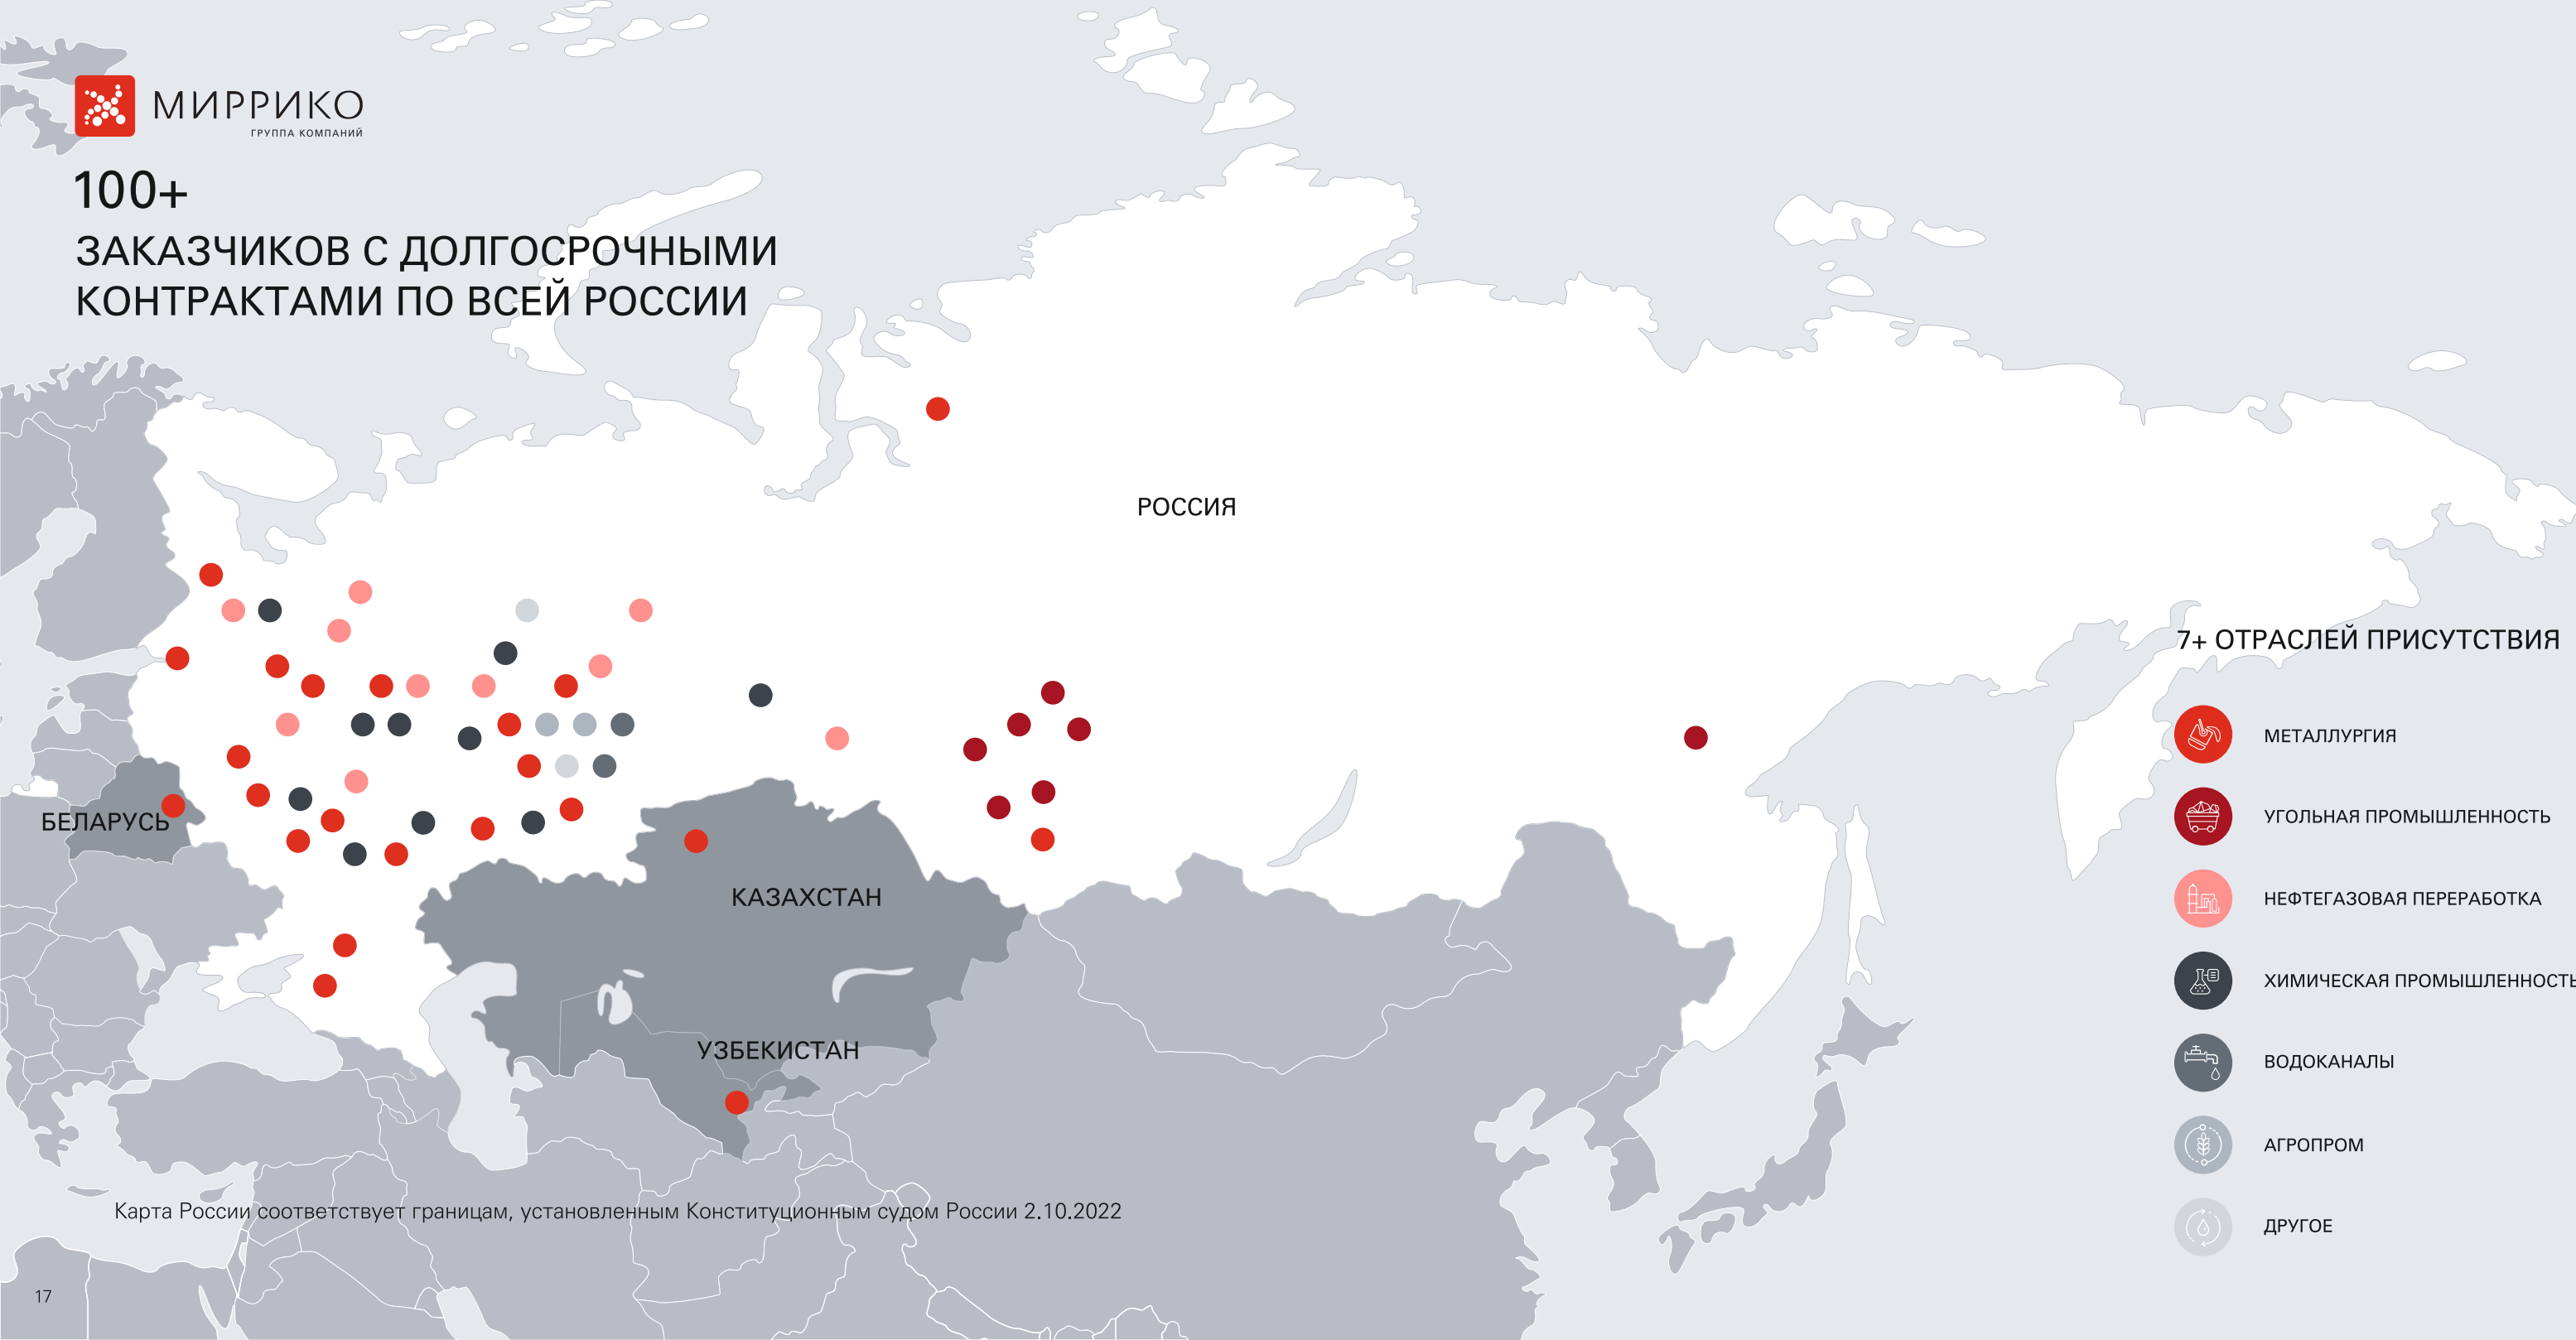 МИРРИКО
ГРУППА КОМПАНИЙ
100+
ЗАКАЗЧИКОВ С ДОЛГОСРОЧНЫМИ
КОНТРАКТАМИ ПО ВСЕЙ РОССИИ
РОССИЯ
БЕЛАРУСЬ
КАЗАХСТАН
УЗБЕКИСТАН
7+ ОТРАСЛЕЙ ПРИСУТСТВИЯ
МЕТАЛЛУРГИЯ
УГОЛЬНАЯ ПРОМЫШЛЕННОСТЬ
НЕФТЕГАЗОВАЯ ПЕРЕРАБОТКА
ХИМИЧЕСКАЯ ПРОМЫШЛЕННОСТЬ
ВОДОКАНАЛЫ
АГРОПРОМ
ДРУГОЕ
Карта России соответствует границам, установленным Конституционным судом России 2.10.2022
17